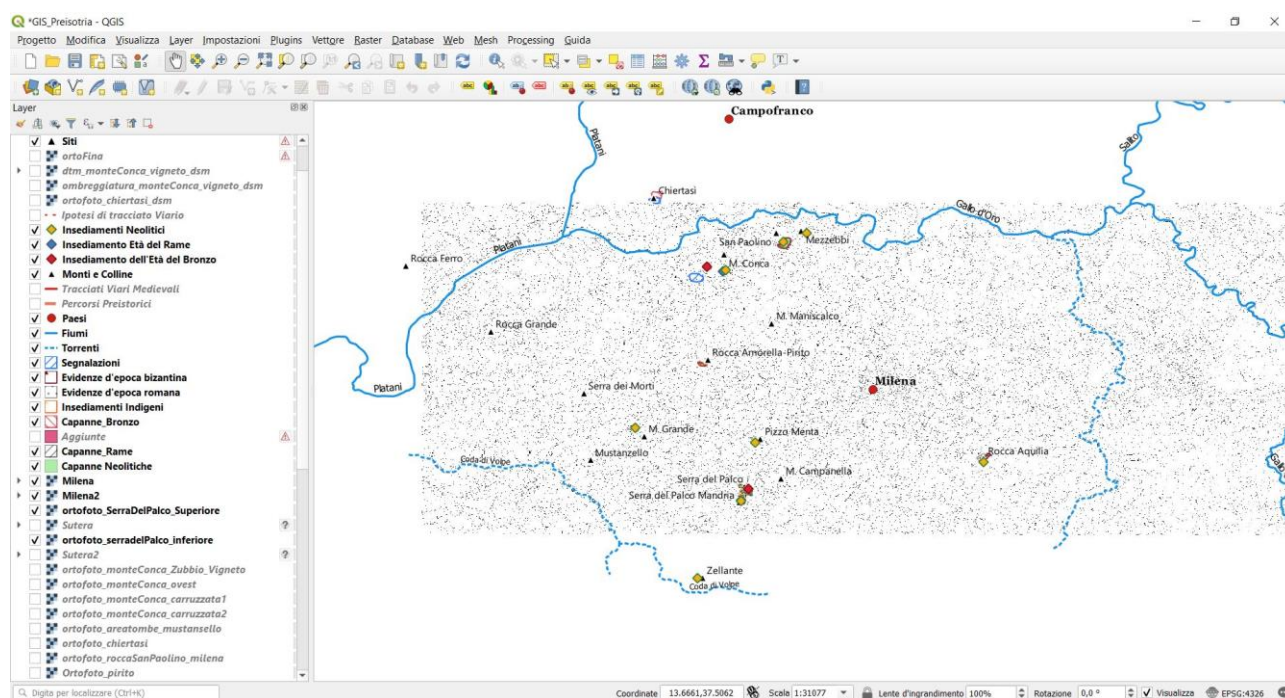 *GIS_Preisotria - QGIS
Progetto Modifica Visualizza Layer Impostazioni Plugins Vettore Raster Database Web Mesh Processing Guida
Layer
Siti
ortoFina
dtm_monteConca_vigneto_dsm
ombreggiatura_monteConca_vigneto_dsm
ortofoto_chiertasi_dsm
Ipotesi di tracciato Viario
Insediamenti Neolitici
Insediamento Età del Rame
Insediamento dell'Età del Bronzo
Monti e Colline
Tracciati Viari Medievali
Percorsi Preistorici
Paesi
Fiumi
Torrenti
Segnalazioni
Evidenze d'epoca bizantina
Evidenze d'epoca romana
Insediamenti Indigeni
Capanne_Bronzo
Aggiunte
Capanne_Rame
Capanne Neolitiche
Milena
Milena2
ortofoto_SerraDelPalco_Superiore
Sutera
ortofoto_serradelPalco_inferiore
Sutera2
ortofoto_monteConca_Zubbio_Vigneto
ortofoto_monteConca_ovest
ortofoto_monteConca_carruzzata1
ortofoto_monteConca_carruzzata2
ortofoto_areatombe_mustansello
ortofoto_chiertasi
ortofoto_roccaSanPaolino_milena
Ortofoto_pirito
Campofranco
Platani
Salito
Chiertasi
Gallo d'Oro
Platani
San Paolino
Mezzebbi
Rocca Ferro
M. Conca
M. Maniscalco
Rocca Grande
Rocca Amorella-Pirito
Platani
Serra dei Morti
Milena
M. Grande
Pizzo Menta
Coda di Volpe
Mustanzello
Rocca Aquilia
Serra del Palco
M. Campanella
Serra del Palco Mandria
Zellante
Coda di Volpe
Digita per localizzare (Ctrl+K)
Coordinate 13.6661,37.5062 Scala 1:31077 Lente d'ingrandimento 100% Rotazione 0,0 ° Visualizza EPSG:4326